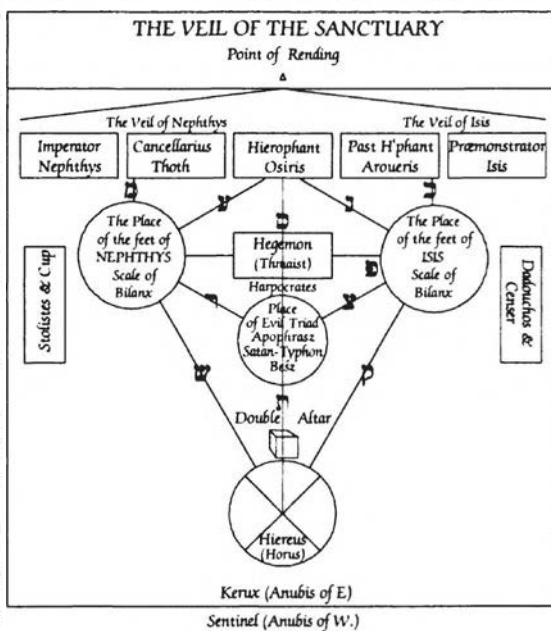 THE VEIL OF THE SANCTUARY
Point of Rending
The Veil of Nephthys
The Veil of Isis
Imperator
Nephthys
Cancellarius
Thoth
Hierophant
Osiris
Past H'phant
Aroueris
Præmonstrator
Isis
The Place
of the feet of
NEPHTHYS
Scale of
Bilanx
Hegemon
(Thmaist)
The Place
of the feet of
ISIS
Scale of
Bilanx
Stolistes & Cup
Dadouchos &
Censer
Harpocrates
Place
of Evil Triad
Apophrasz
Satan-Typhon
Besz
Double Altar
Hiereus
(Horus)
Kerux (Anubis of E)
Sentinel (Anubis of W.)